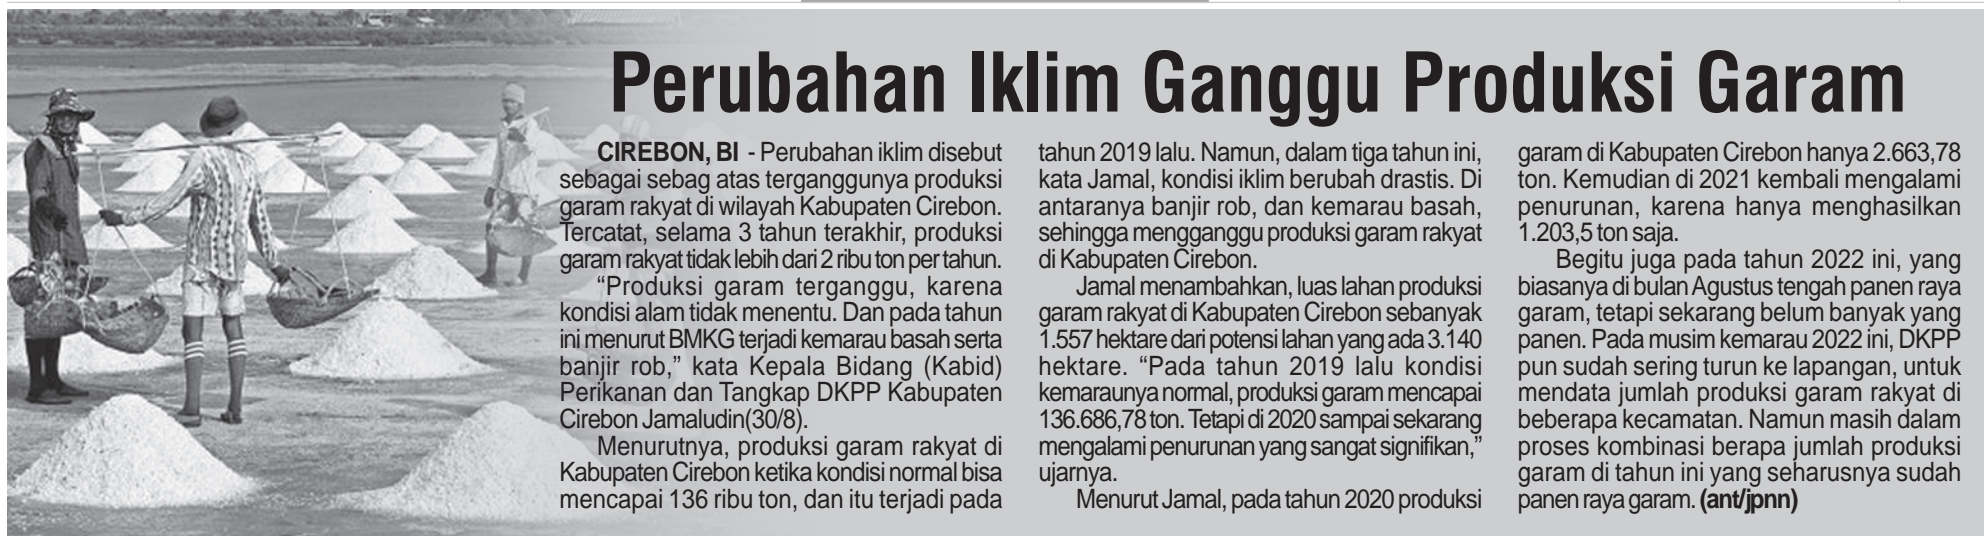 Perubahan Iklim Ganggu Produksi Garam
CIREBON, BI - Perubahan iklim disebut
sebagai sebag atas terganggunya produksi
garam rakyat di wilayah Kabupaten Cirebon.
Tercatat, selama 3 tahun terakhir, produksi
garam rakyat tidak lebih dari 2 ribu ton per tahun.
“Produksi garam terganggu, karena
kondisi alam tidak menentu. Dan pada tahun
ini menurut BMKG terjadi kemarau basah serta
banjir rob,” kata Kepala Bidang (Kabid)
Perikanan dan Tangkap DKPP Kabupaten
Cirebon Jamaludin(30/8).
Menurutnya, produksi garam rakyat di
Kabupaten Cirebon ketika kondisi normal bisa
mencapai 136 ribu ton, dan itu terjadi pada
tahun 2019 lalu. Namun, dalam tiga tahun ini,
kata Jamal, kondisi iklim berubah drastis. Di
antaranya banjir rob, dan kemarau basah,
sehingga mengganggu produksi garam rakyat
di Kabupaten Cirebon.
Jamal menambahkan, luas lahan produksi
garam rakyat di Kabupaten Cirebon sebanyak
1.557 hektare dari potensi lahan yang ada 3.140
hektare. “Pada tahun 2019 lalu kondisi
kemaraunya normal, produksi garam mencapai
136.686,78 ton. Tetapi di 2020 sampai sekarang
mengalami penurunan yang sangat signifikan,”
ujarnya.
Menurut Jamal, pada tahun 2020 produksi
garam di Kabupaten Cirebon hanya 2.663,78
ton. Kemudian di 2021 kembali mengalami
penurunan, karena hanya menghasilkan
1.203,5 ton saja.
Begitu juga pada tahun 2022 ini, yang
biasanya di bulan Agustus tengah panen raya
garam, tetapi sekarang belum banyak yang
panen. Pada musim kemarau 2022 ini, DKPP
pun sudah sering turun ke lapangan, untuk
mendata jumlah produksi garam rakyat di
beberapa kecamatan. Namun masih dalam
proses kombinasi berapa jumlah produksi
garam di tahun ini yang seharusnya sudah
panen raya garam. (ant/jpnn)